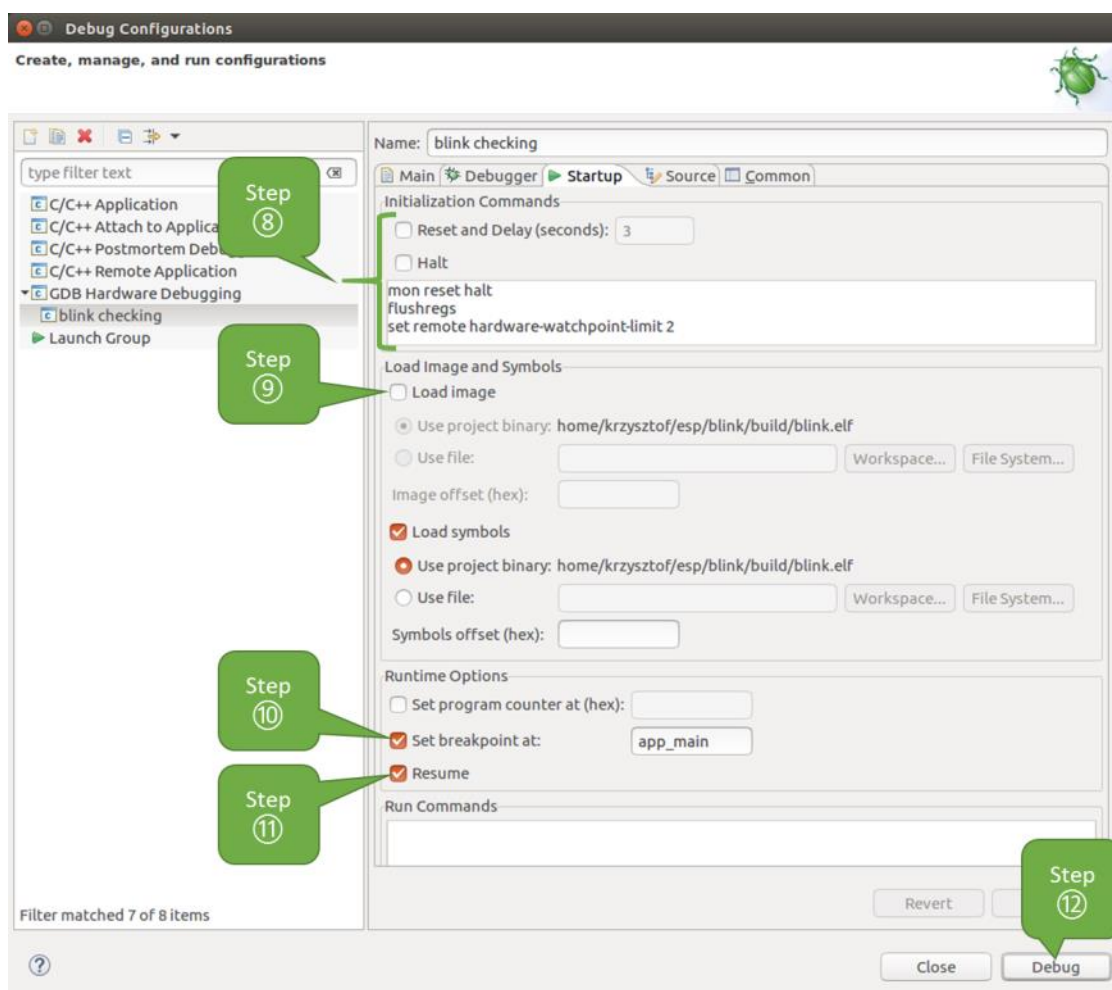 Debug Configurations
Create, manage, and run configurations
type filter text
C/C++ Application
C/C++ Attach to Applica
C/C++ Postmortem Debu
C/C++ Remote Application
GDB Hardware Debugging
blink checking
Launch Group
Filter matched 7 of 8 items
Name: blink checking
Main Debugger Startup Source Common
Initialization Commands
Reset and Delay (seconds): 3
Halt
mon reset halt
flushregs
set remote hardware-watchpoint-limit 2
Load Image and Symbols
Load image
Use project binary: home/krzysztof/esp/blink/build/blink.elf
Use file: Workspace... File System...
Image offset (hex):
Load symbols
Use project binary: home/krzysztof/esp/blink/build/blink.elf
Use file: Workspace... File System...
Symbols offset (hex):
Runtime Options
Set program counter at (hex):
Set breakpoint at: app_main
Resume
Run Commands
Revert
Close Debug
Step
⑧
Step
⑨
Step
⑩
Step
⑪
Step
⑫